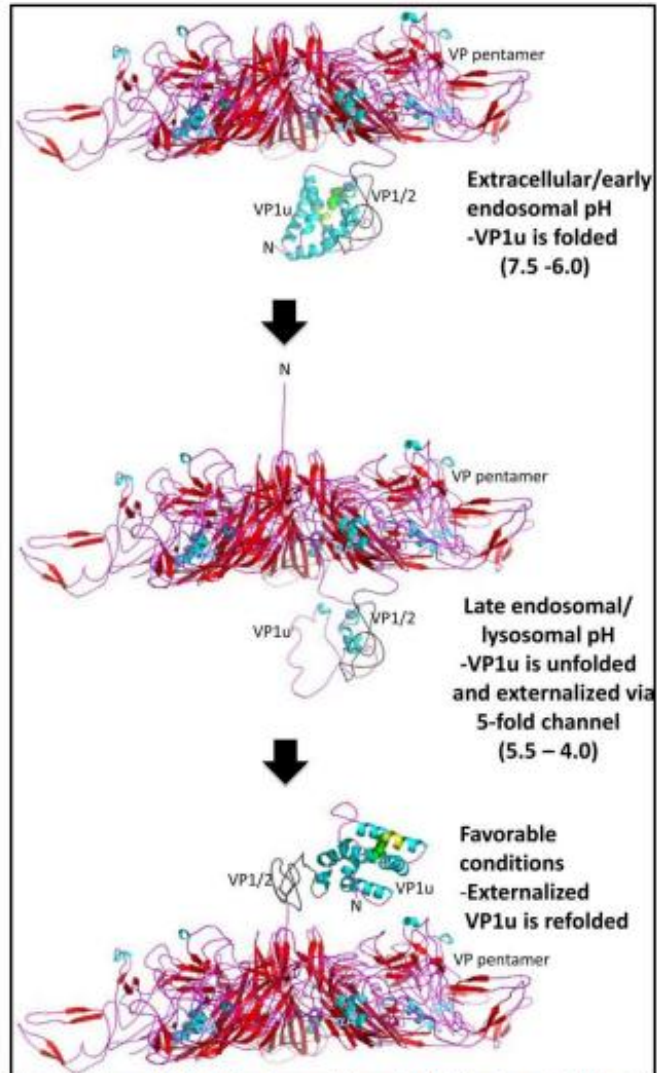 VP pentamer
VP1u
VP1/2
N
Extracellular/early
endosomal pH
-VP1u is folded
(7.5 -6.0)
N
VP pentamer
VP1u
VP1/2
Late endosomal/
lysosomal pH
-VP1u is unfolded
and externalized via
5-fold channel
(5.5 – 4.0)
VP1/2
VP1u
N
Favorable
conditions
-Externalized
VP1u is refolded
VP pentamer